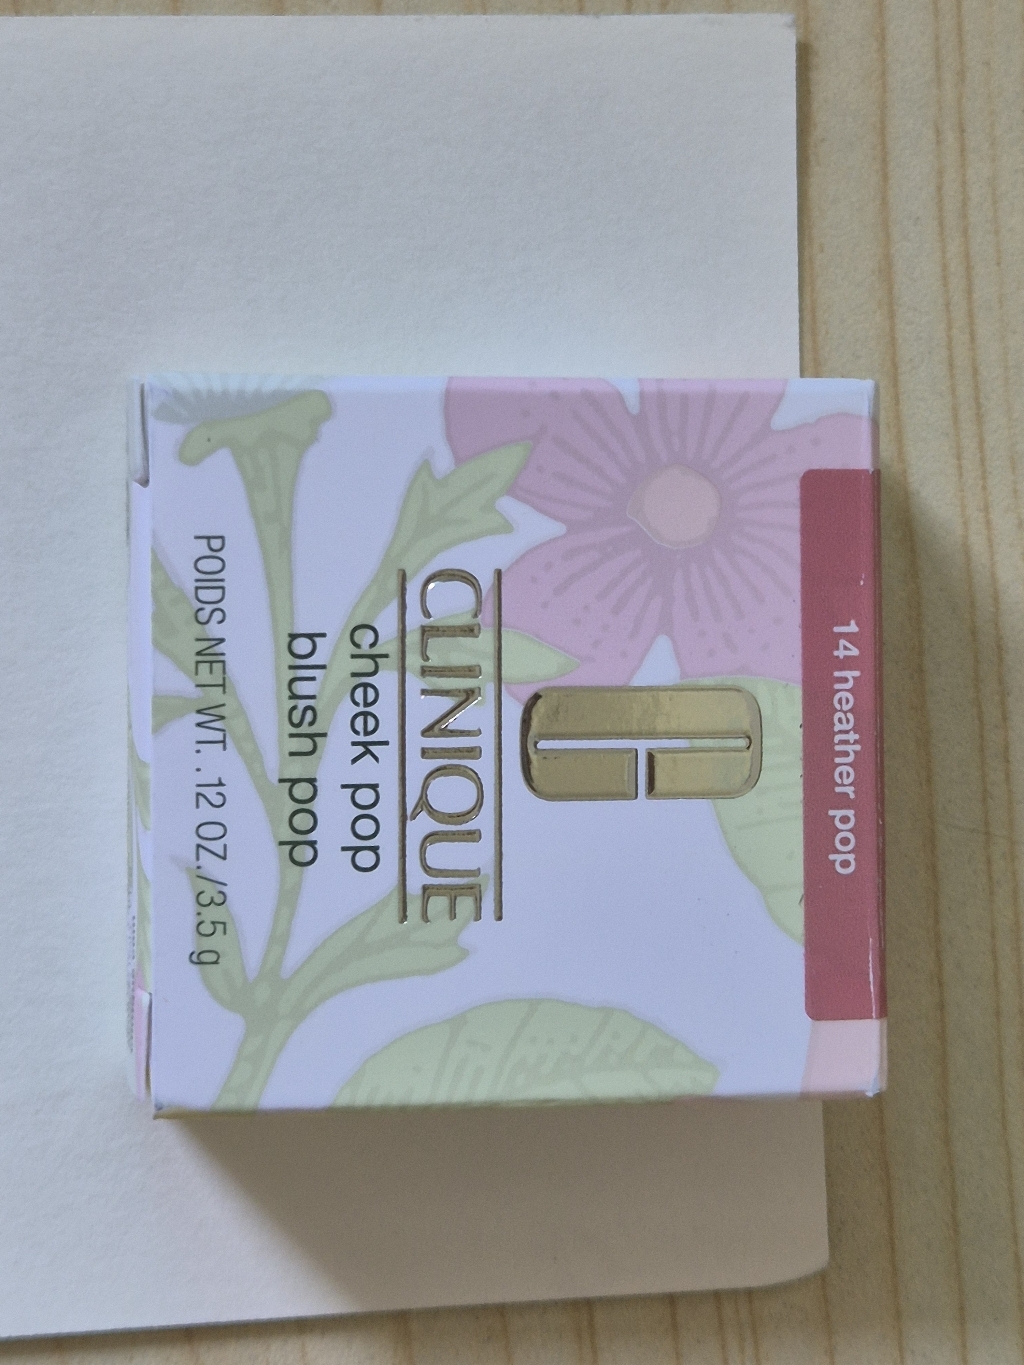 14 heather pop
CLINIQUE
cheek pop
blush pop
POIDS NET WT. .12 OZ./3.5 g